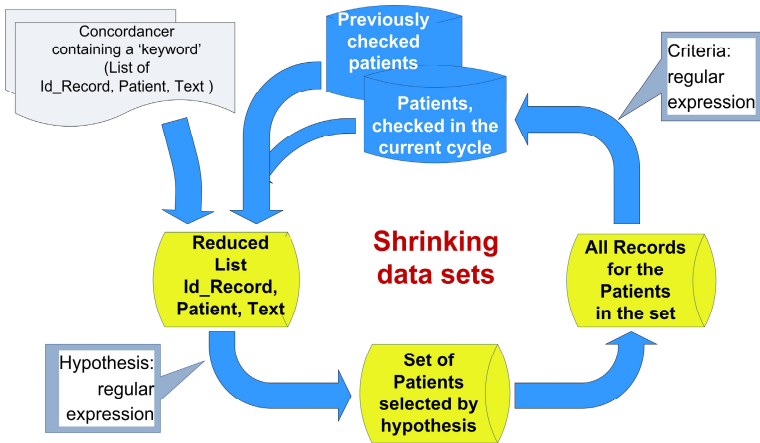 Concordancer
containing a ‘keyword’
(List of
Id_Record, Patient, Text )
Previously
checked
patients
Patients,
checked in the
current cycle
Criteria:
regular
expression
Shrinking
data sets
Reduced
List
Id_Record,
Patient, Text
All Records
for the
Patients
in the set
Hypothesis:
regular
expression
Set of
Patients
selected by
hypothesis